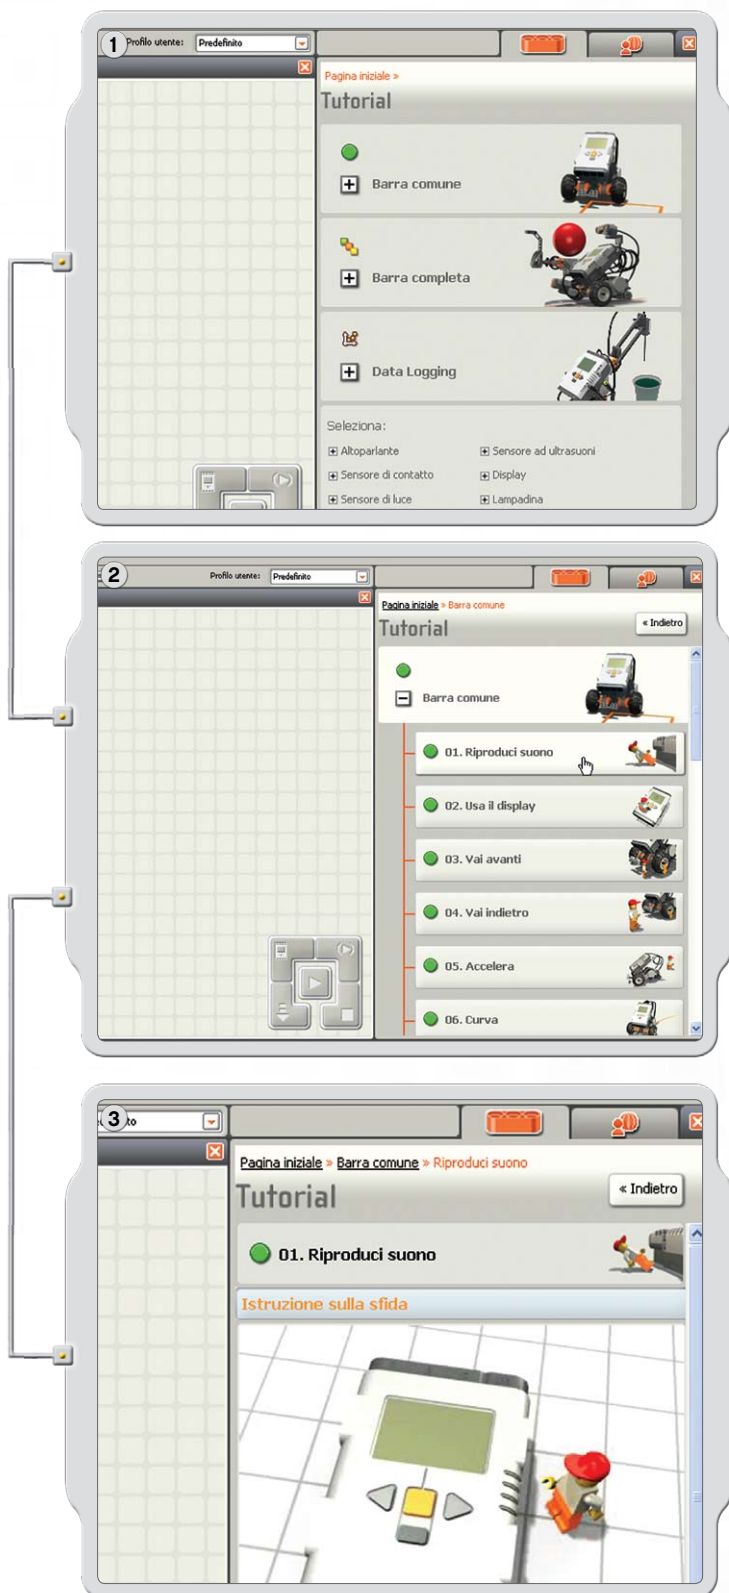 1
Profilo utente: Predefinito
Pagina iniziale »
Tutorial
Barra comune
Barra completa
Data Logging
Seleziona:
Altoparlante
Sensore ad ultrasuoni
Sensore di contatto
Display
Sensore di luce
Lampadina
2
Profilo utente: Predefinito
Pagina iniziale » Barra comune
Tutorial
« Indietro
Barra comune
01. Riproduci suono
02. Usa il display
03. Vai avanti
04. Vai indietro
05. Accelera
06. Curva
3
to
Pagina iniziale » Barra comune » Riproduci suono
Tutorial
« Indietro
01. Riproduci suono
Istruzione sulla sfida